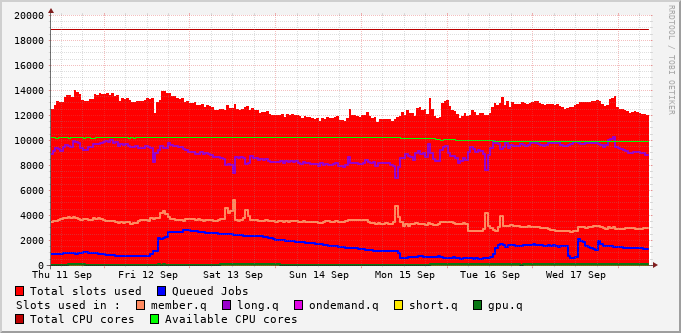 20000
18000
16000
14000
12000
10000
8000
6000
4000
2000
0
Thu 11 Sep Fri 12 Sep Sat 13 Sep Sun 14 Sep Mon 15 Sep Tue 16 Sep Wed 17 Sep
Total slots used Queued Jobs
Slots used in : member.q long.q ondemand.q short.q gpu.q
Total CPU cores Available CPU cores
RRDTOOL / TOBI OETIKER